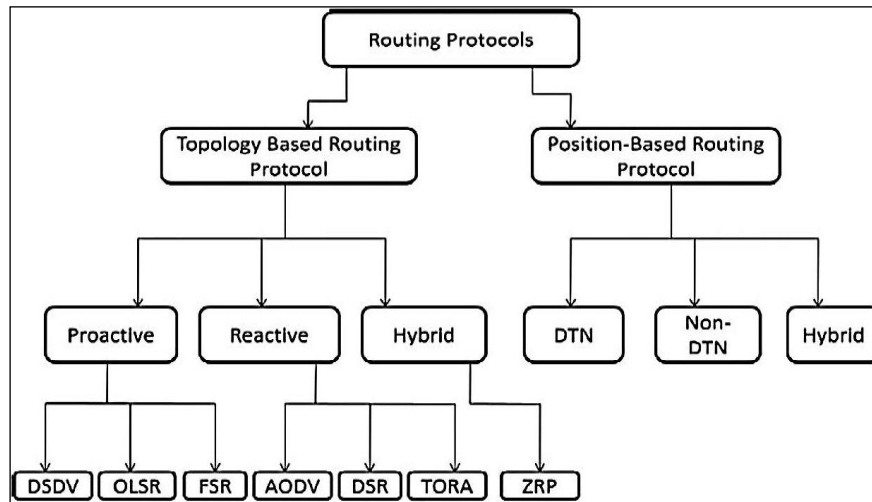 Routing Protocols
Topology Based Routing
Protocol
Position-Based Routing
Protocol
Proactive
Reactive
Hybrid
DTN
Non-
DTN
Hybrid
DSDV
OLSR
FSR
AODV
DSR
TORA
ZRP